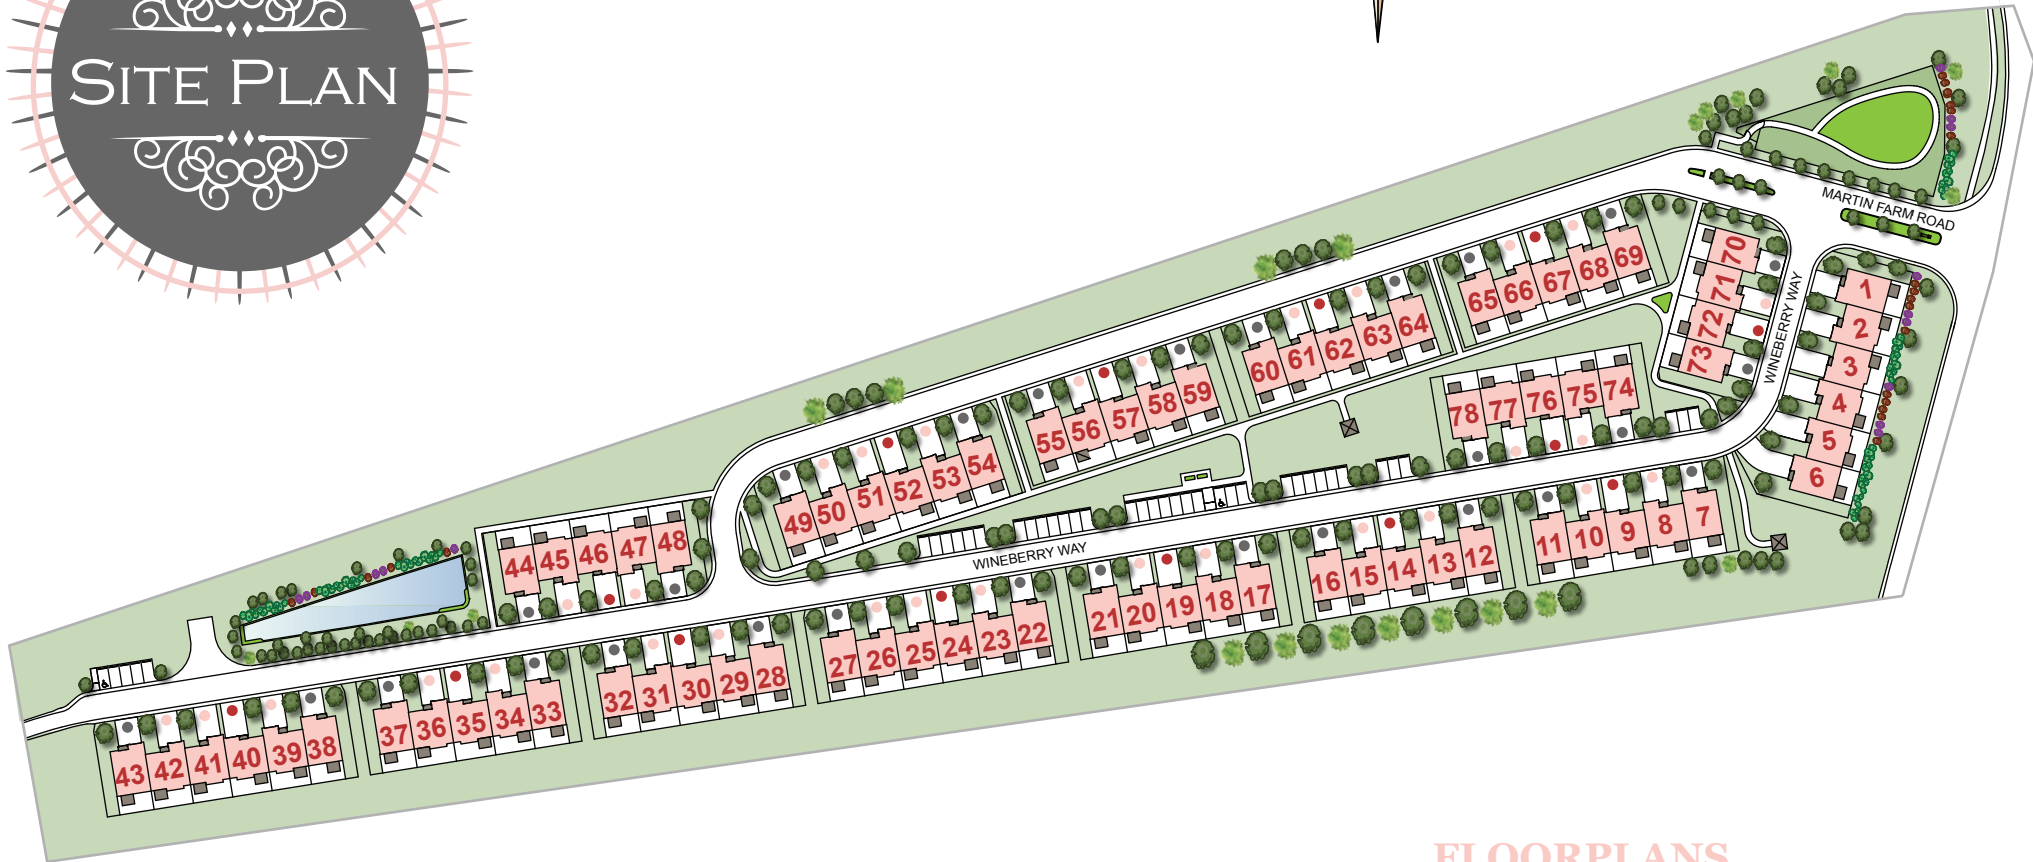 SITE PLAN
MARTIN FARM ROAD
WINEBERRY WAY
70
71
72
73
1
2
3
4
5
6
65 66 67 68 69
60 61 62 63 64
78 77 76 75 74
55 56 57 58 59
49 50 51 52 53 54
44 45 46 47 48
WINEBERRY WAY
11 10 9 8 7
16 15 14 13 12
21 20 19 18 17
27 26 25 24 23 22
32 31 30 29 28
37 36 35 34 33
43 42 41 40 39 38
FLOORPLANS